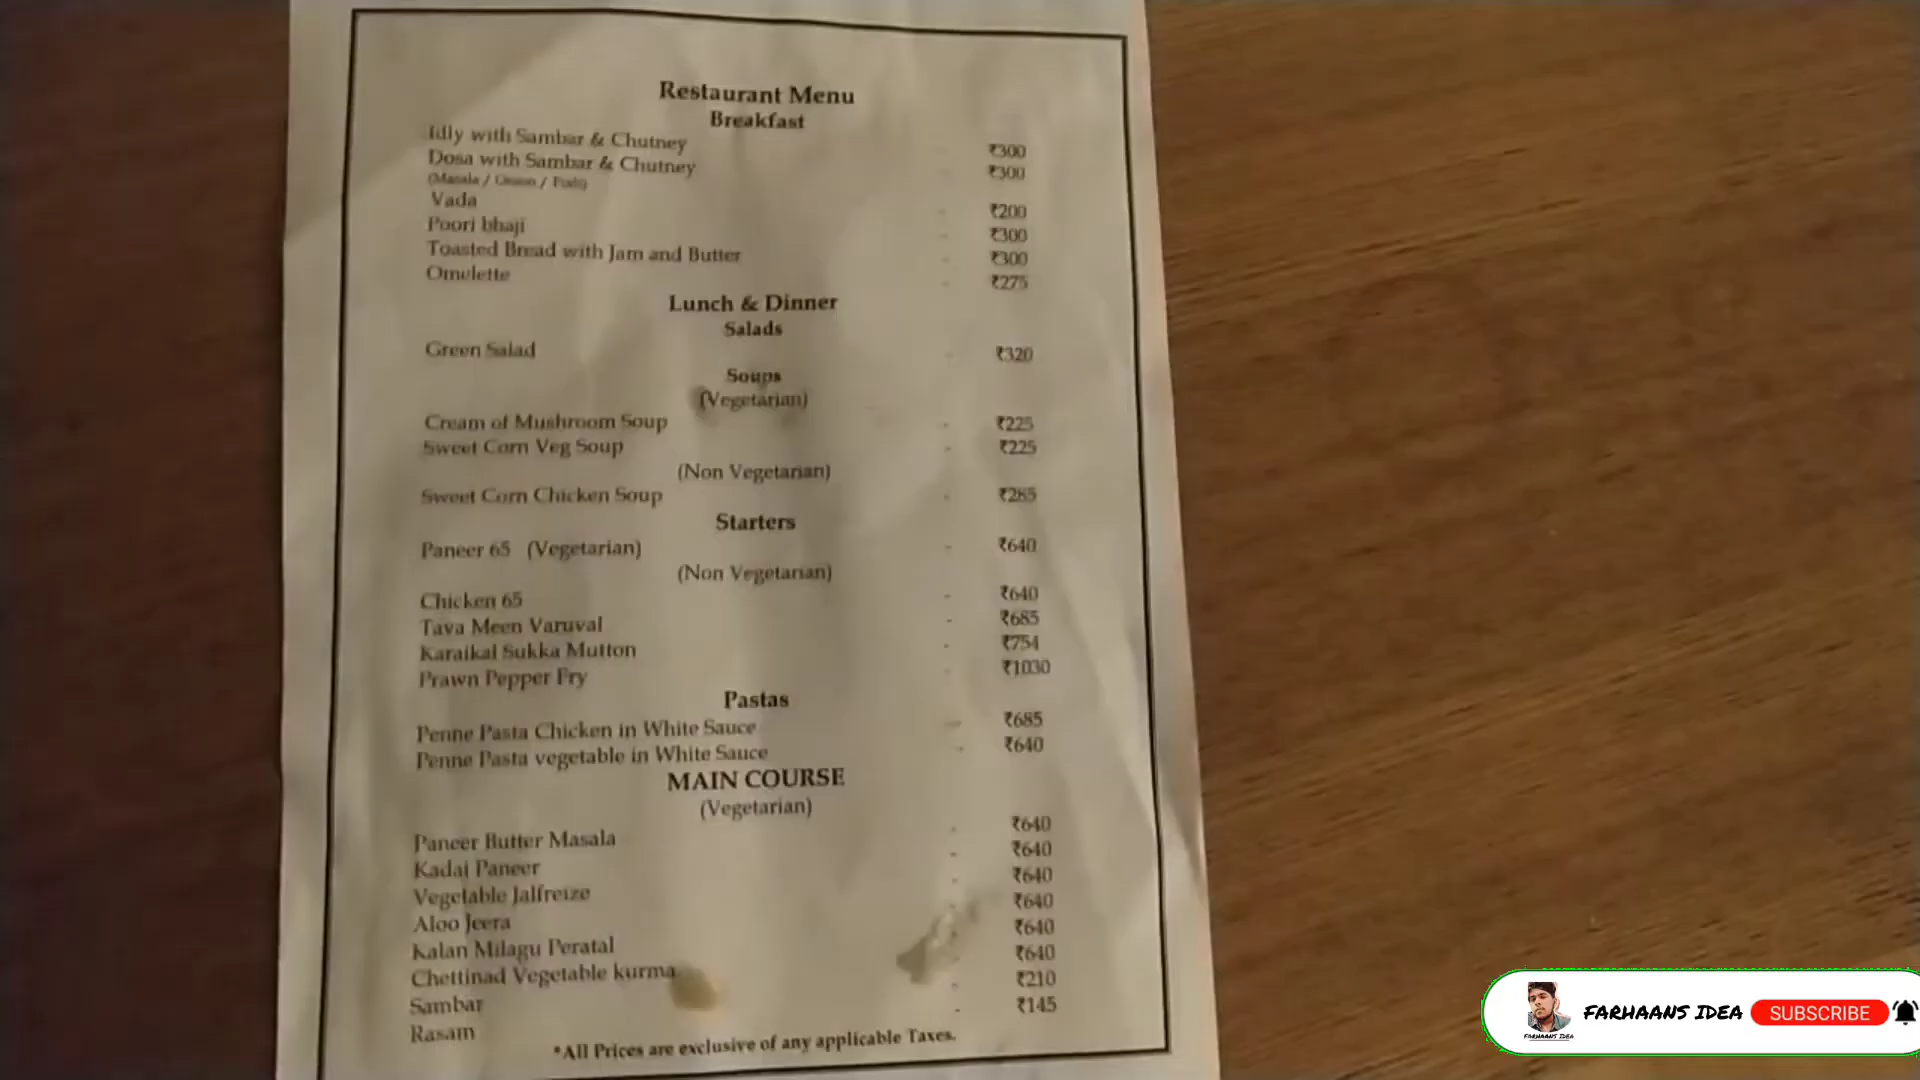 Restaurant Menu
Breakfast
Idly with Sambar & Chutney - ₹300
Dosa with Sambar & Chutney ₹300
(Masala / Onion / Podi)
Vada - ₹200
Poori bhaji - ₹300
Toasted Bread with Jam and Butter - ₹300
Omelette - ₹275
Lunch & Dinner
Salads
Green Salad - ₹320
Soups
(Vegetarian)
Cream of Mushroom Soup - ₹225
Sweet Corn Veg Soup - ₹225
(Non Vegetarian)
Sweet Corn Chicken Soup - ₹285
Starters
Paneer 65 (Vegetarian) - ₹640
(Non Vegetarian)
Chicken 65 - ₹640
Tava Meen Varuval - ₹685
Karaikal Sukka Mutton - ₹754
Prawn Pepper Fry - ₹1030
Pastas
Penne Pasta Chicken in White Sauce - ₹685
Penne Pasta vegetable in White Sauce - ₹640
MAIN COURSE
(Vegetarian)
Paneer Butter Masala - ₹640
Kadai Paneer - ₹640
Vegetable Jalfreize - ₹640
Aloo Jeera - ₹640
Kalan Milagu Peratal - ₹640
Chettinad Vegetable kurma - ₹640
Sambar - ₹210
Rasam - ₹145
*All Prices are exclusive of any applicable Taxes.
FARHAANS IDEA
FARHAANS IDEA SUBSCRIBE